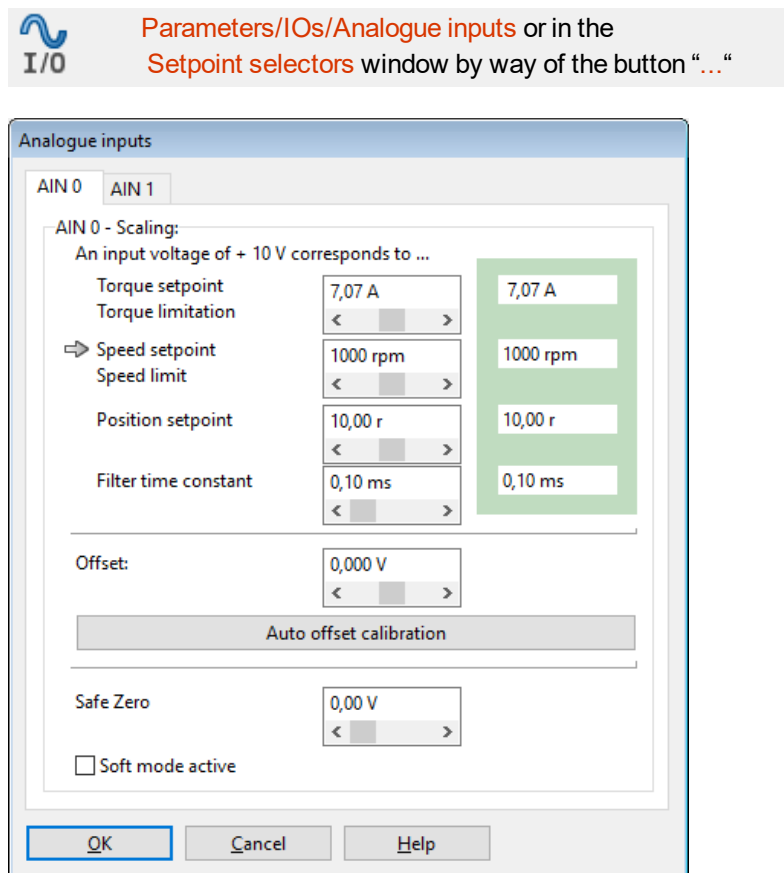 Parameters/IOs/Analogue inputs or in the
I/O
Setpoint selectors window by way of the button “...“
Analogue inputs
AIN 0 AIN 1
AIN 0 - Scaling:
An input voltage of + 10 V corresponds to ...
Torque setpoint 7,07 A 7,07 A
Torque limitation
Speed setpoint 1000 rpm 1000 rpm
Speed limit
Position setpoint 10,00 r 10,00 r
Filter time constant 0,10 ms 0,10 ms
Offset: 0,000 V
Auto offset calibration
Safe Zero 0,00 V
Soft mode active
OK Cancel Help